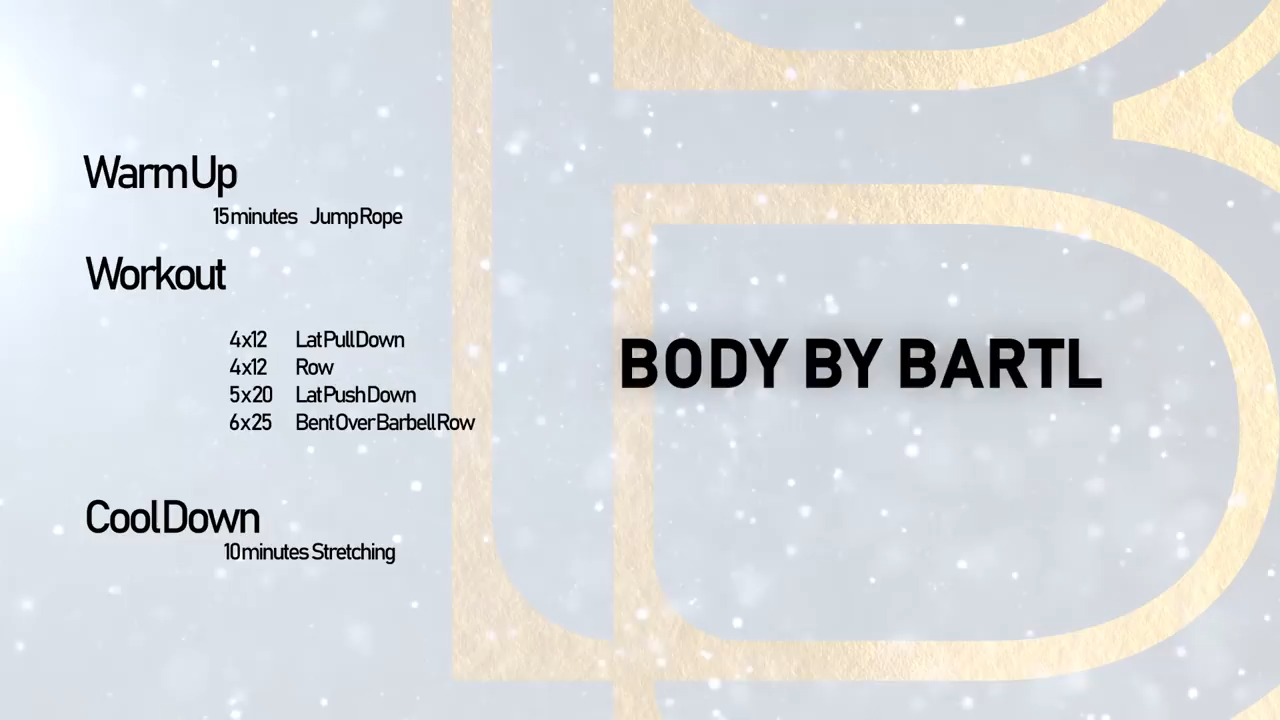 Warm Up
15 minutes Jump Rope
Workout
4x12 Lat Pull Down
4x12 Row
5x20 Lat Push Down
6x25 Bent Over Barbell Row
Cool Down
10 minutes Stretching
BODY BY BARTL